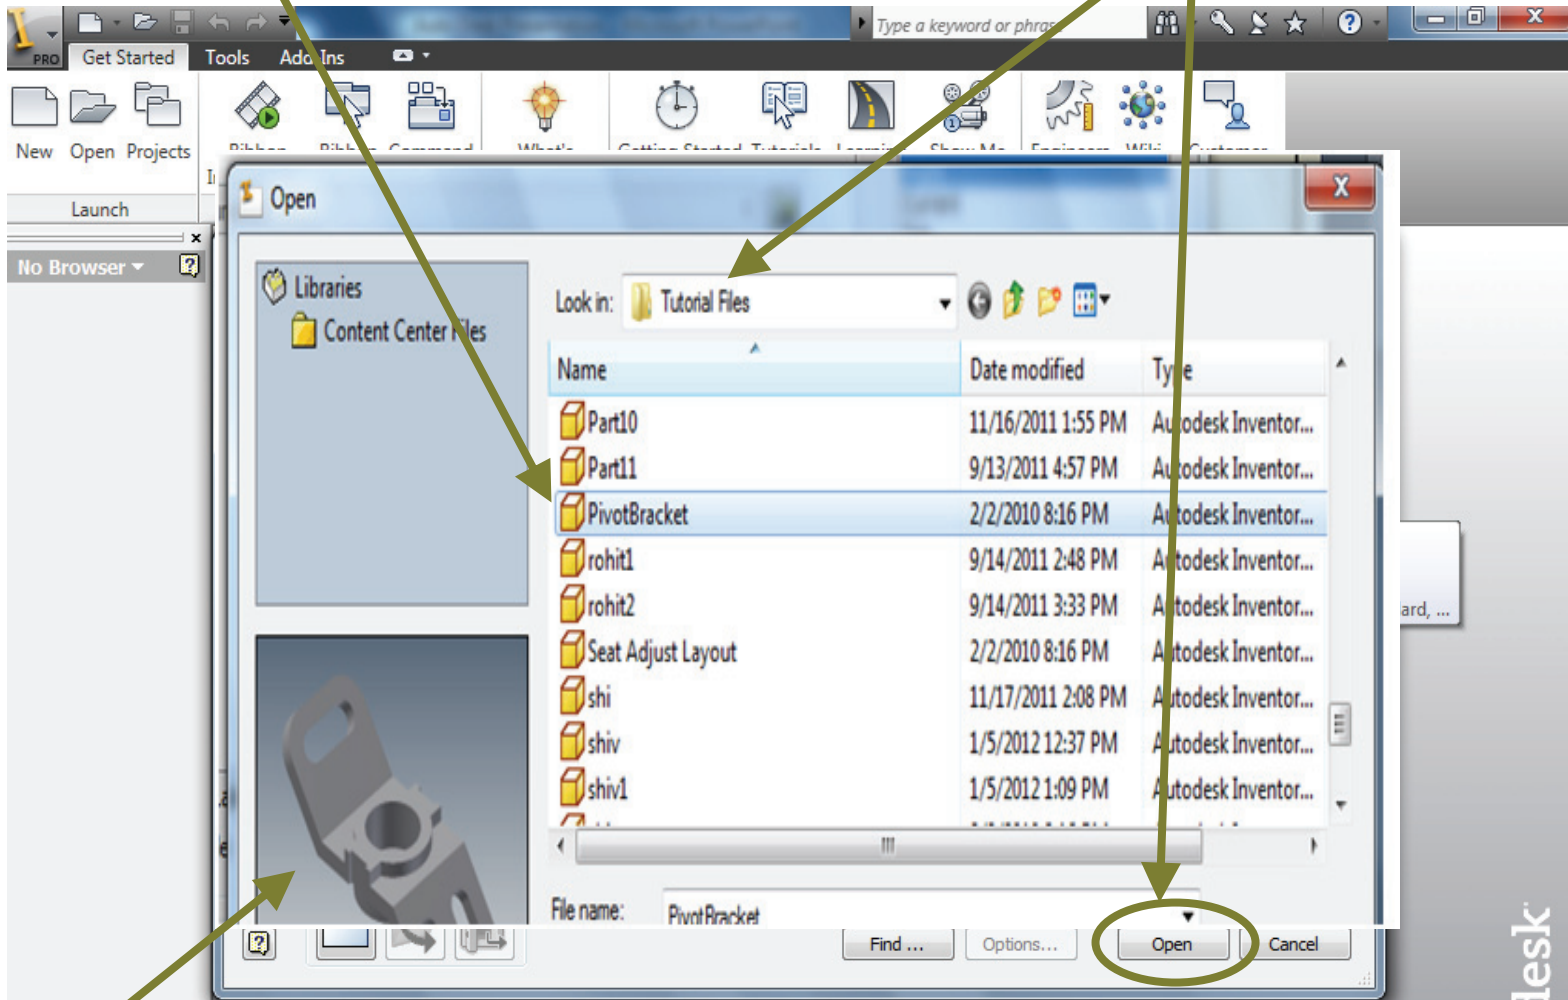 Type a keyword or phrase
PRO Get Started Tools Add-Ins
New Open Projects
Launch
No Browser
Open
Libraries
Content Center Files
Look in: Tutorial Files
Name Date modified Type
Part10 11/16/2011 1:55 PM Autodesk Inventor...
Part11 9/13/2011 4:57 PM Autodesk Inventor...
PivotBracket 2/2/2010 8:16 PM Autodesk Inventor...
rohit1 9/14/2011 2:48 PM Autodesk Inventor...
rohit2 9/14/2011 3:33 PM Autodesk Inventor...
Seat Adjust Layout 2/2/2010 8:16 PM Autodesk Inventor...
shi 11/17/2011 2:08 PM Autodesk Inventor...
shiv 1/5/2012 12:37 PM Autodesk Inventor...
shiv1 1/5/2012 1:09 PM Autodesk Inventor...
File name: PivotBracket
Find ... Options... Open Cancel
ard, ...
desk